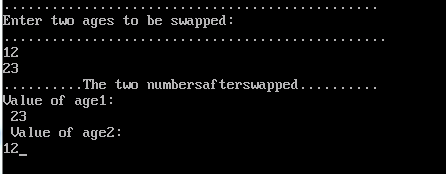 ................................................
Enter two ages to be swapped:
.................................................
12
23
..........The two numbersafterswapped..........
Value of age1:
 23
 Value of age2:
12_